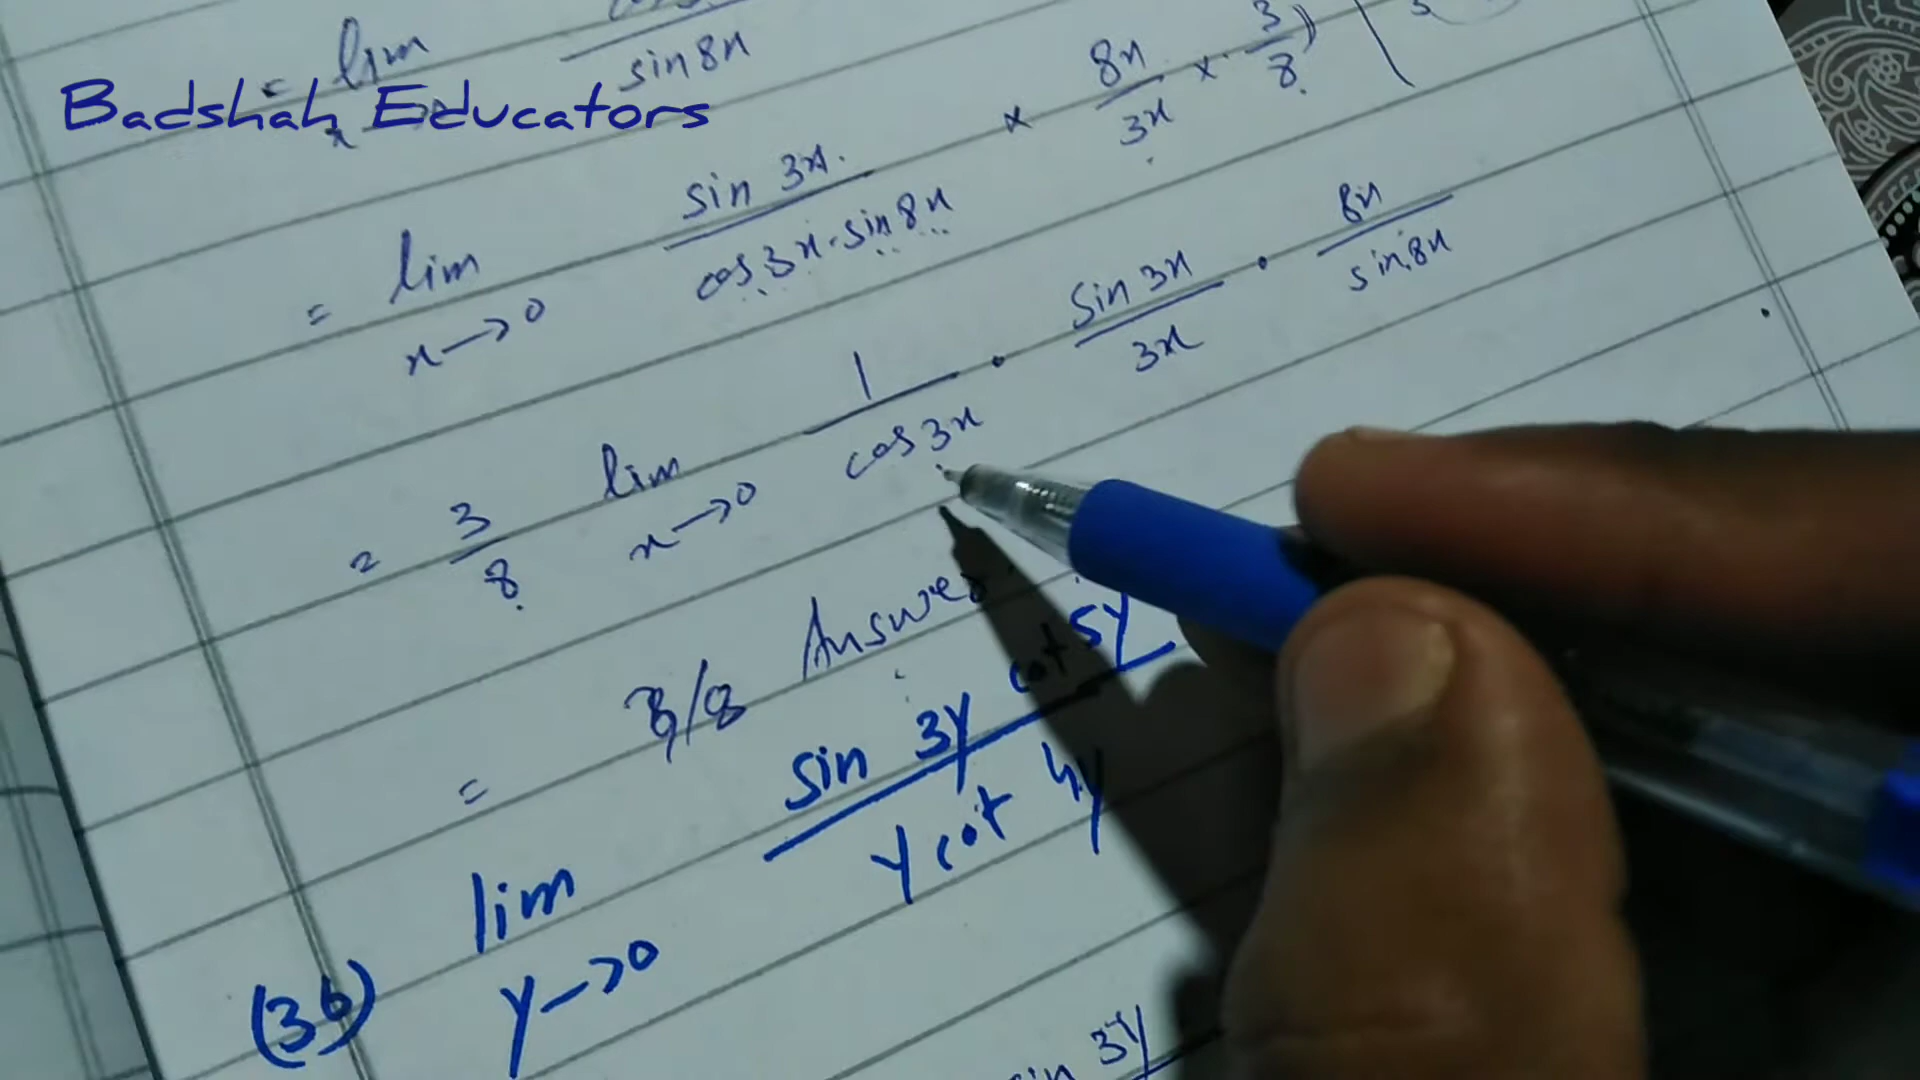 = lim sin8x
Badshah Educators
= lim x→0 sin 3x / cos 3x · sin 8x × 8x/3x × 3/8
= 3/8 lim x→0 1/cos 3x · sin 3x/3x · 8x/sin 8x
= 3/8 Answer
(36) lim y→0 sin 3y cot 5y / y cot 4y
sin 3y